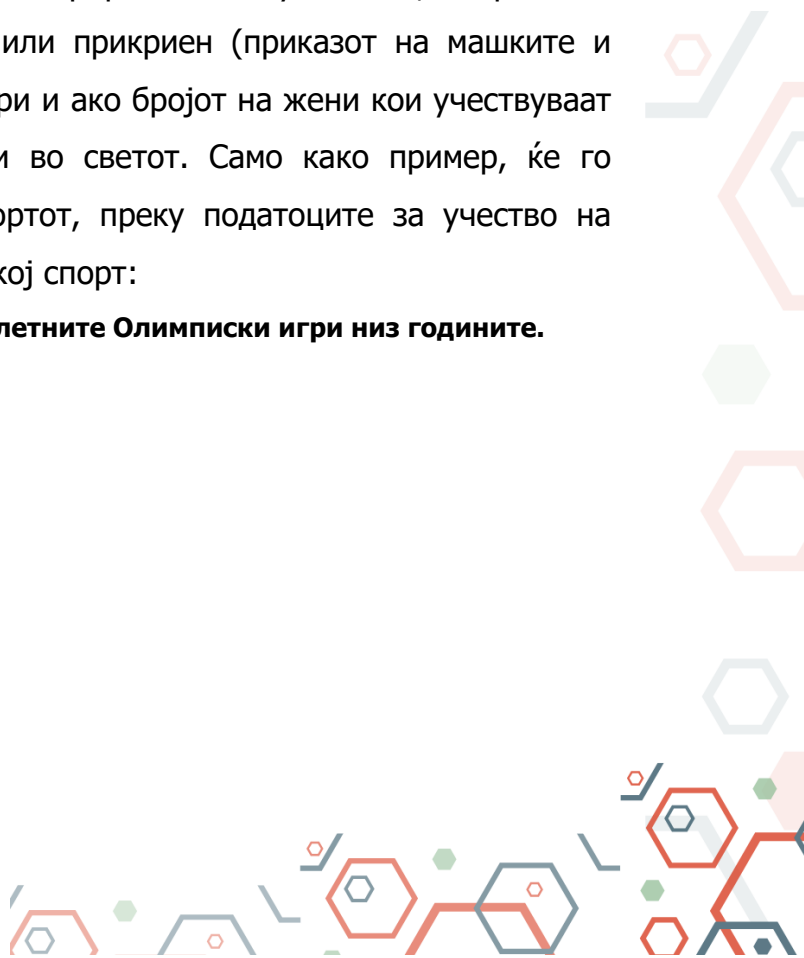 или прикриен (приказот на машките и
ри и ако бројот на жени кои учествуваат
и во светот. Само како пример, ќе го
ортот, преку податоците за учество на
кој спорт:
летните Олимписки игри низ годините.